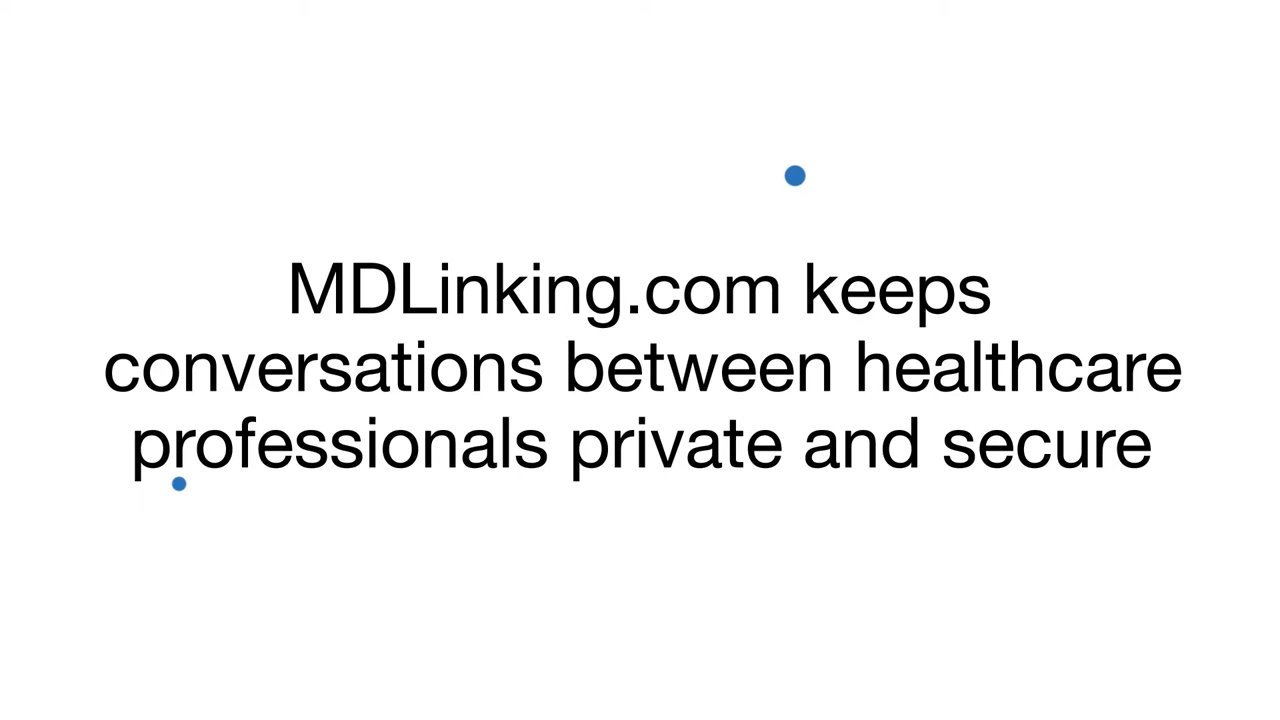 MDLinking.com keeps
conversations between healthcare
professionals private and secure